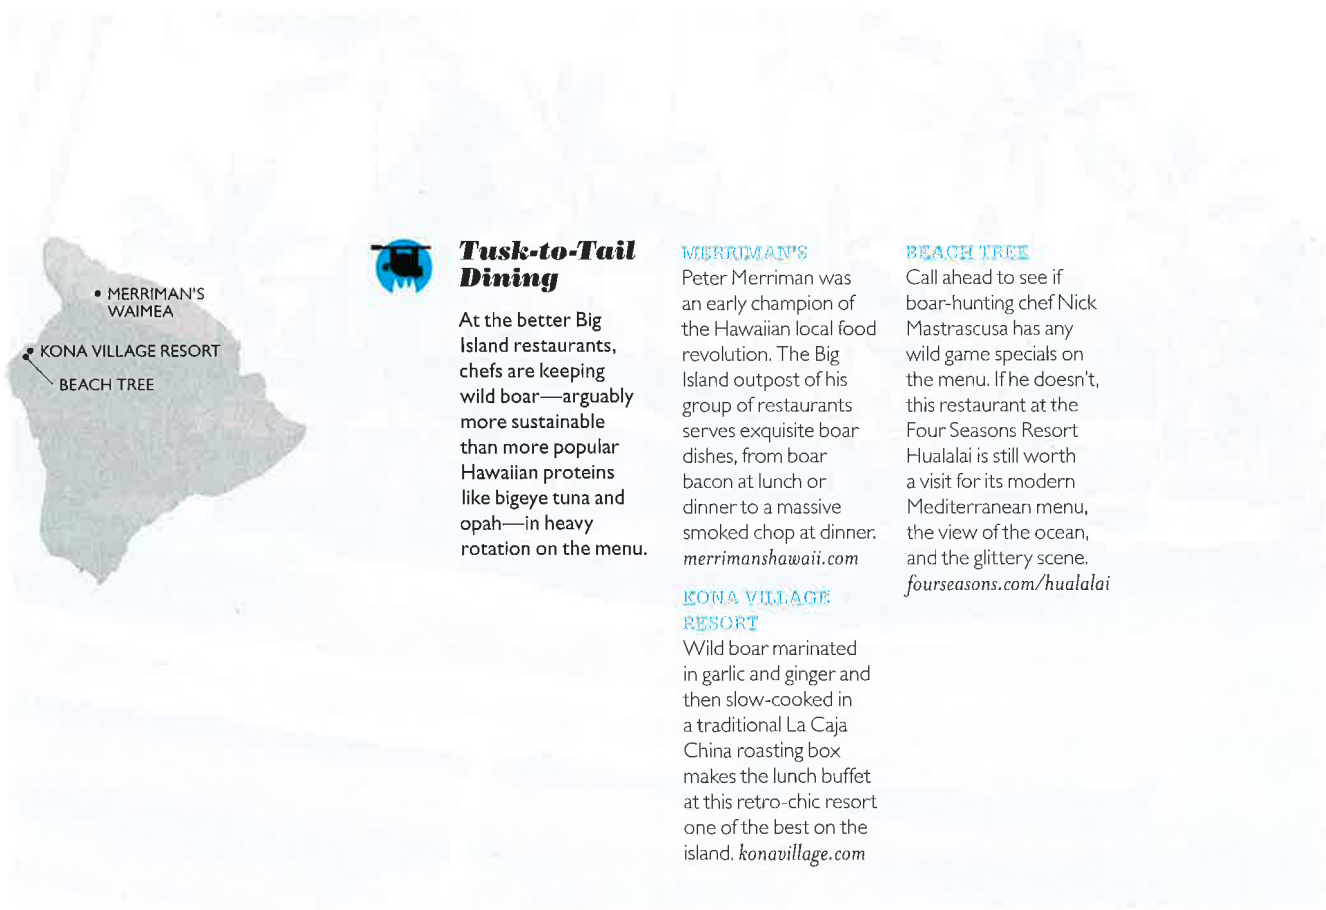 MERRIMAN'S
WAIMEA
KONA VILLAGE RESORT
BEACH TREE
Tusk-to-Tail
Dining
At the better Big
Island restaurants,
chefs are keeping
wild boar—arguably
more sustainable
than more popular
Hawaiian proteins
like bigeye tuna and
opah—in heavy
rotation on the menu.
MERRIMAN'S
Peter Merriman was
an early champion of
the Hawaiian local food
revolution. The Big
Island outpost of his
group of restaurants
serves exquisite boar
dishes, from boar
bacon at lunch or
dinner to a massive
smoked chop at dinner.
merrimanshawaii.com
KONA VILLAGE
RESORT
Wild boar marinated
in garlic and ginger and
then slow-cooked in
a traditional La Caja
China roasting box
makes the lunch buffet
at this retro-chic resort
one of the best on the
island. konavillage.com
BEACH TREE
Call ahead to see if
boar-hunting chef Nick
Mastrascusa has any
wild game specials on
the menu. If he doesn't,
this restaurant at the
Four Seasons Resort
Hualalai is still worth
a visit for its modern
Mediterranean menu,
the view of the ocean,
and the glittery scene.
fourseasons.com/hualalai